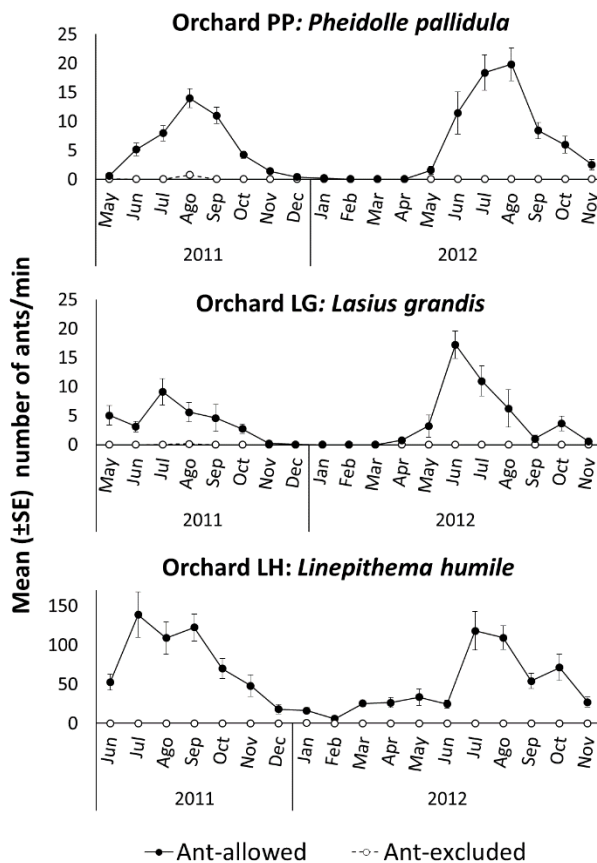 Orchard PP: Pheidolle pallidula
25
20
15
10
5
0
May Jun Jul Ago Sep Oct Nov Dec Jan Feb Mar Apr May Jun Jul Ago Sep Oct Nov
2011 2012
Orchard LG: Lasius grandis
25
20
15
10
5
0
May Jun Jul Ago Sep Oct Nov Dec Jan Feb Mar Apr May Jun Jul Ago Sep Oct Nov
2011 2012
Mean (±SE) number of ants/min
Orchard LH: Linepithema humile
150
100
50
0
Jun Jul Ago Sep Oct Nov Dec Jan Feb Mar Apr May Jun Jul Ago Sep Oct Nov
2011 2012
Ant-allowed Ant-excluded